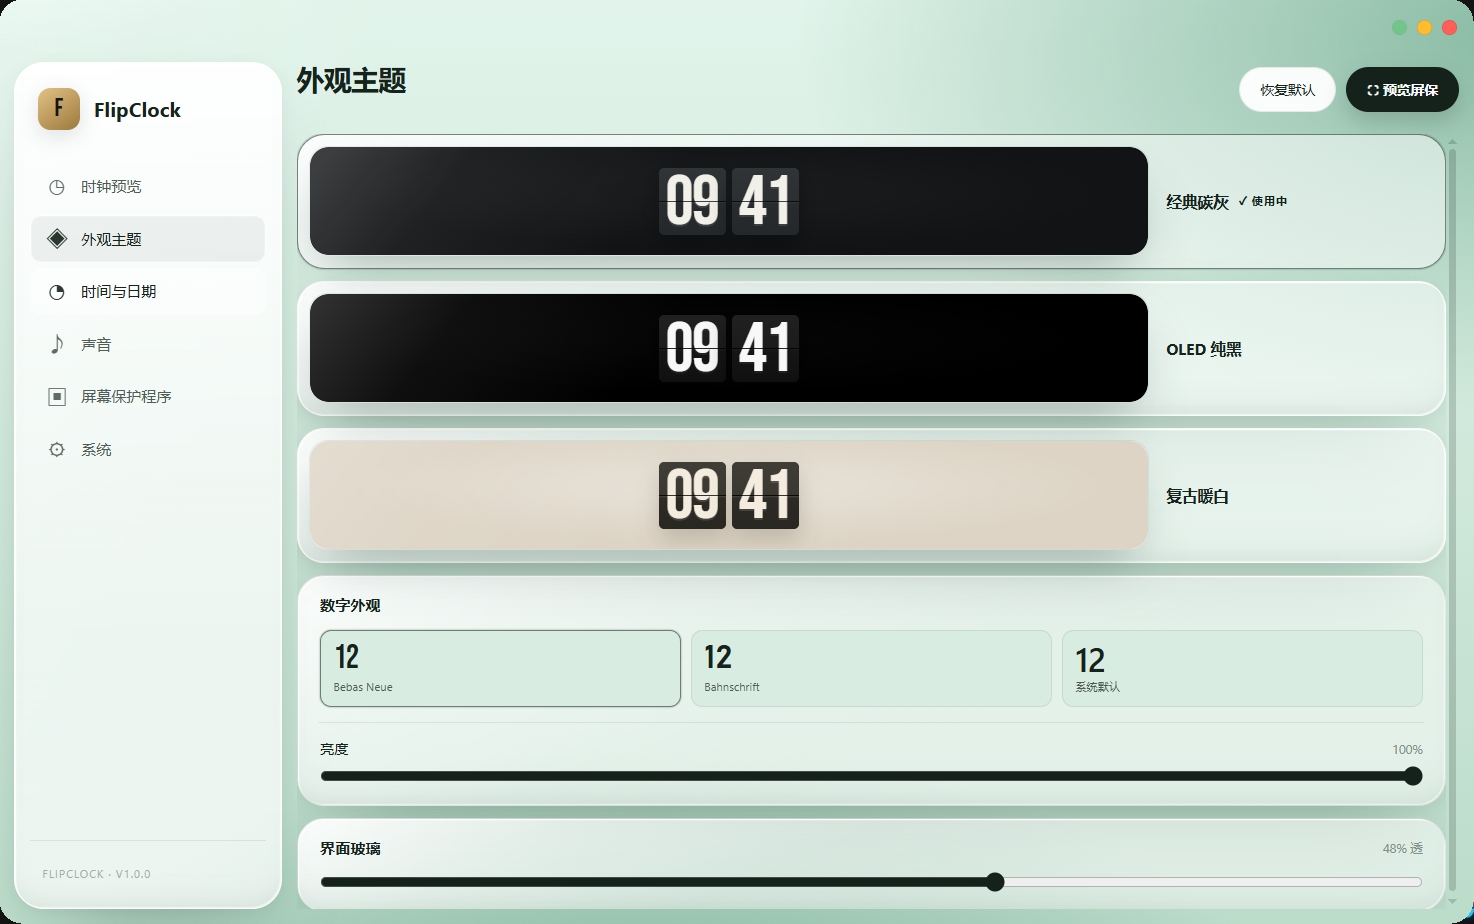 F
FlipClock
时钟预览
外观主题
时间与日期
声音
屏幕保护程序
系统
FLIPCLOCK · V1.0.0
外观主题
恢复默认
预览屏保
09 41
经典碳灰 ✓ 使用中
09 41
OLED 纯黑
09 41
复古暖白
数字外观
12
Bebas Neue
12
Bahnschrift
12
系统默认
亮度
100%
界面玻璃
48% 透